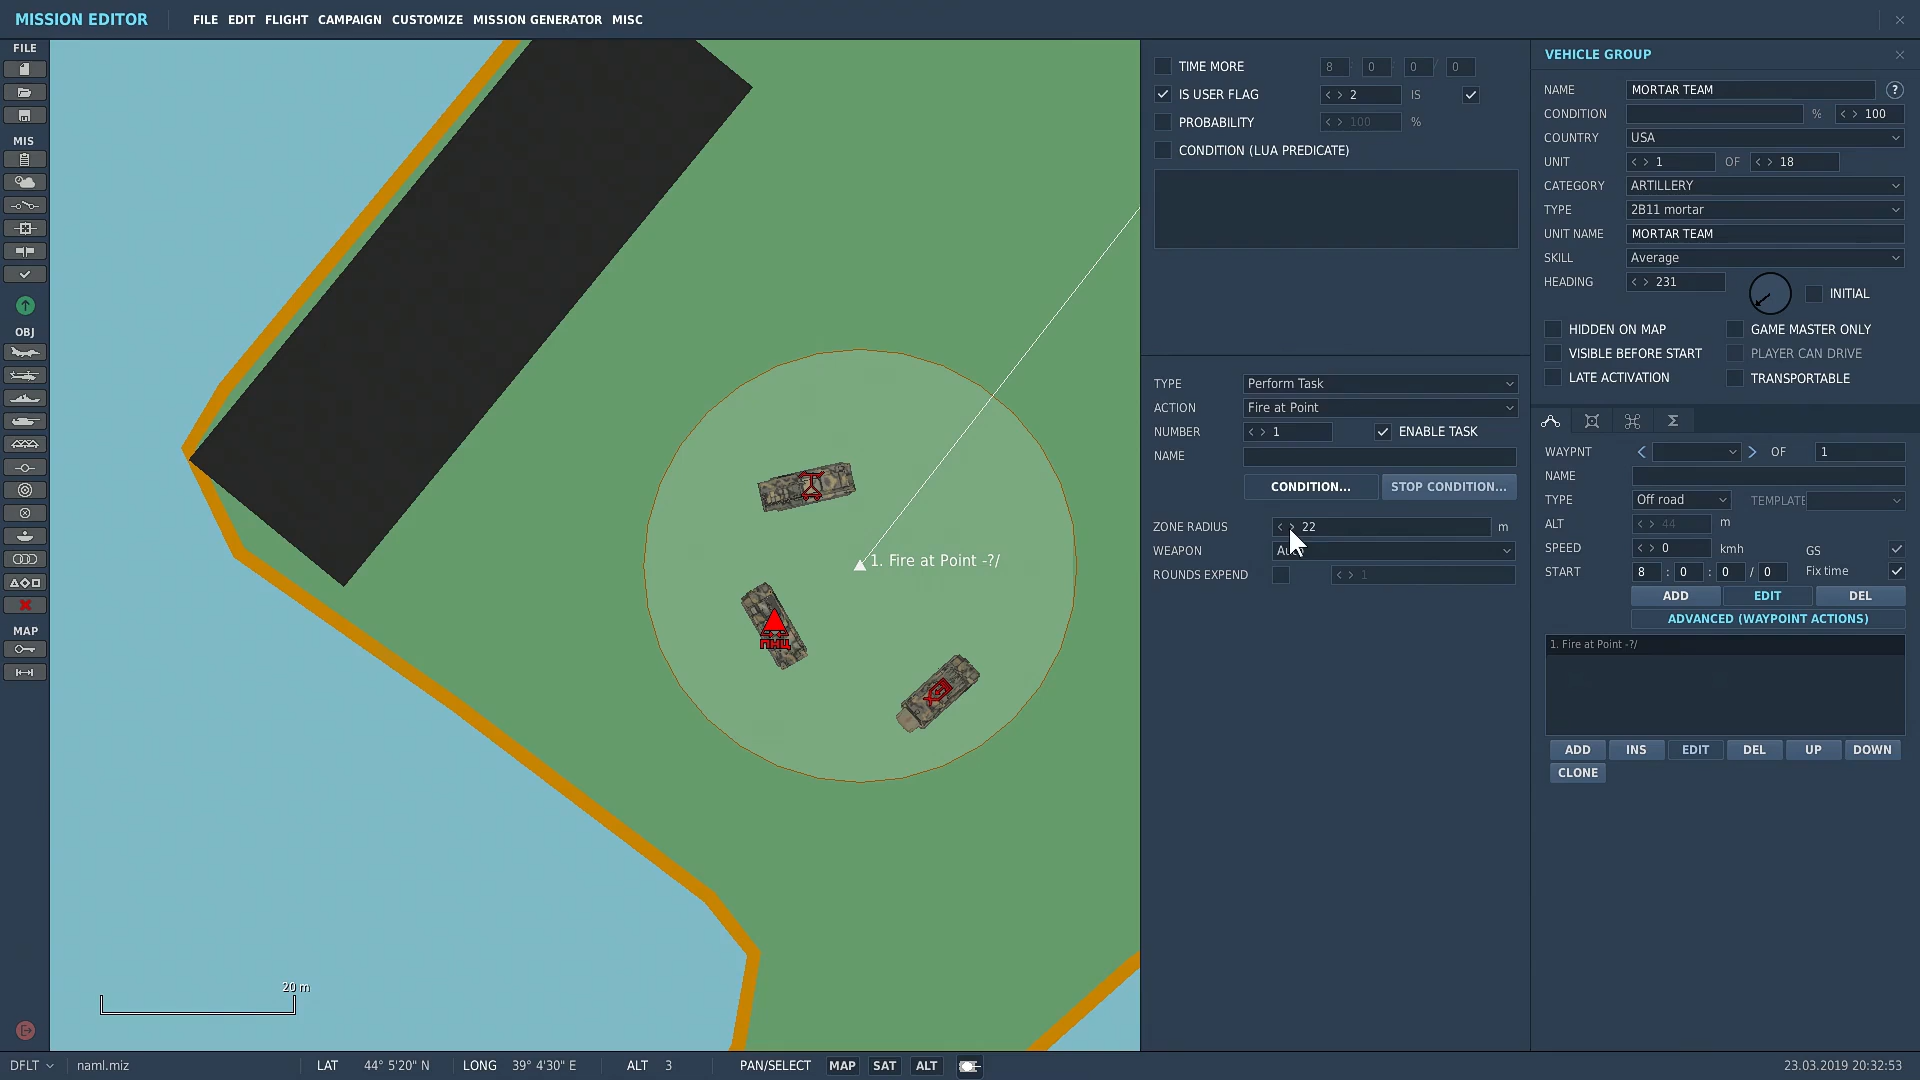 MISSION EDITOR
FILE EDIT FLIGHT CAMPAIGN CUSTOMIZE MISSION GENERATOR MISC
FILE
MIS
OBJ
MAP
1. Fire at Point -?/
ПНЦ
20 m
TIME MORE 8 : 0 : 0 / 0
IS USER FLAG < > 2 IS
PROBABILITY < > 100 %
CONDITION (LUA PREDICATE)
TYPE Perform Task
ACTION Fire at Point
NUMBER < > 1 ENABLE TASK
NAME
CONDITION... STOP CONDITION...
ZONE RADIUS < > 22 m
WEAPON
ROUNDS EXPEND < > 1
VEHICLE GROUP
NAME MORTAR TEAM ?
CONDITION % < > 100
COUNTRY USA
UNIT < > 1 OF < > 18
CATEGORY ARTILLERY
TYPE 2B11 mortar
UNIT NAME MORTAR TEAM
SKILL Average
HEADING < > 231 INITIAL
HIDDEN ON MAP GAME MASTER ONLY
VISIBLE BEFORE START PLAYER CAN DRIVE
LATE ACTIVATION TRANSPORTABLE
WAYPNT < > OF 1
NAME
TYPE Off road TEMPLATE
ALT < > 44 m
SPEED < > 0 kmh GS
START 8 : 0 : 0 / 0 Fix time
ADD EDIT DEL
ADVANCED (WAYPOINT ACTIONS)
1. Fire at Point -?/
ADD INS EDIT DEL UP DOWN
CLONE
DFLT naml.miz LAT 44° 5'20" N LONG 39° 4'30" E ALT 3 PAN/SELECT MAP SAT ALT 23.03.2019 20:32:53